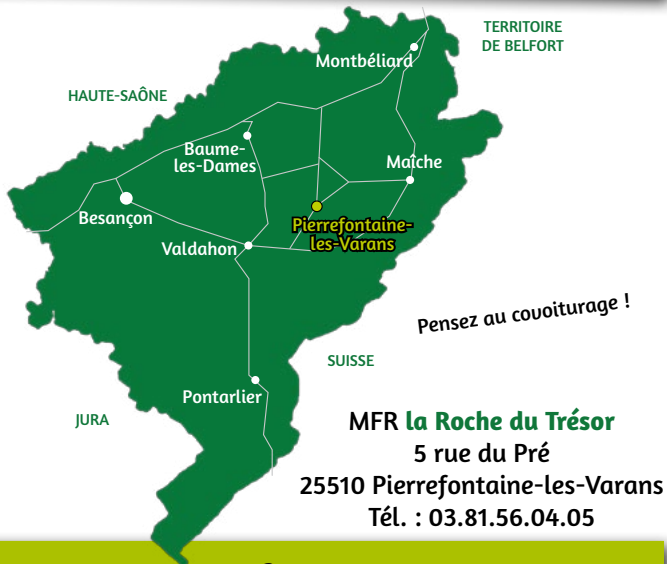 TERRITOIRE
DE BELFORT
Montbéliard
HAUTE-SAÔNE
Baume-
les-Dames
Maîche
Besançon
Pierrefontaine-
les-Varans
Valdahon
Pensez au covoiturage !
SUISSE
Pontarlier
JURA
MFR la Roche du Trésor
5 rue du Pré
25510 Pierrefontaine-les-Varans
Tél. : 03.81.56.04.05